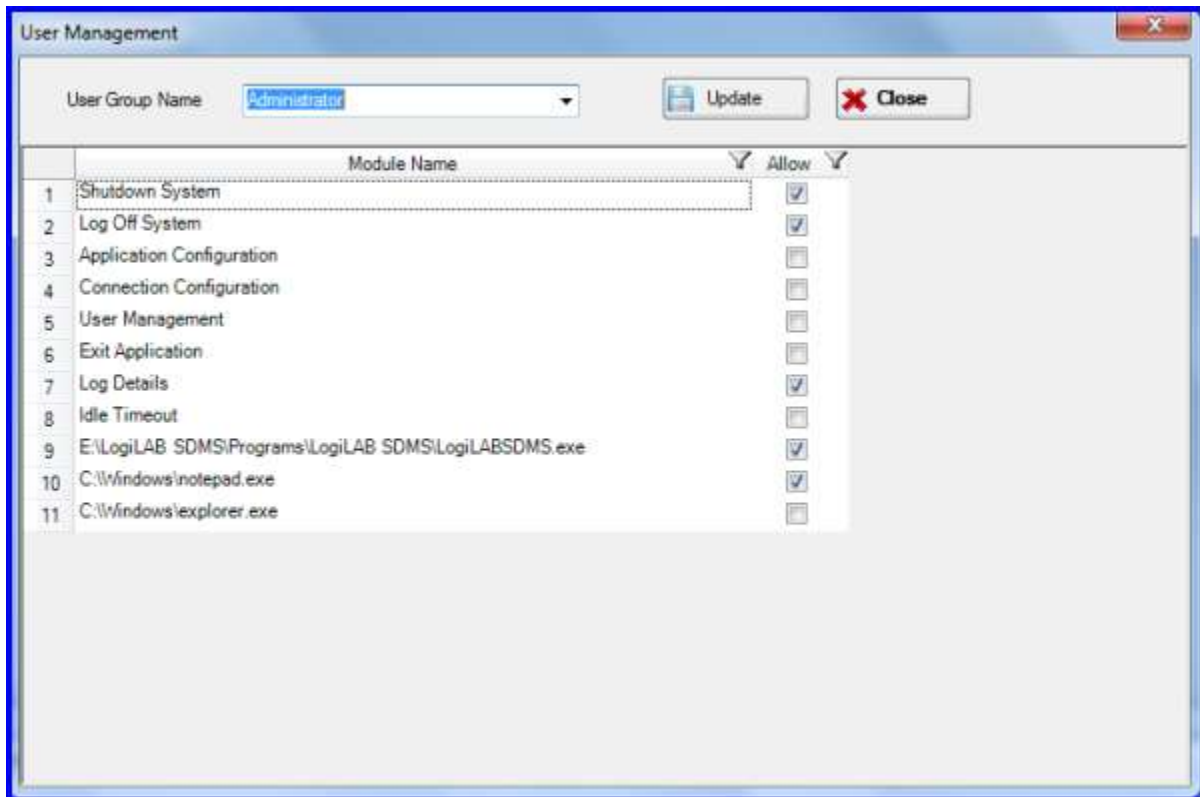 User Management
User Group Name Administrator Update Close
Module Name Allow
1 Shutdown System
2 Log Off System
3 Application Configuration
4 Connection Configuration
5 User Management
6 Exit Application
7 Log Details
8 Idle Timeout
9 E:\LogiLAB SDMS\Programs\LogiLAB SDMS\LogiLABSDMS.exe
10 C:\Windows\notepad.exe
11 C:\Windows\explorer.exe